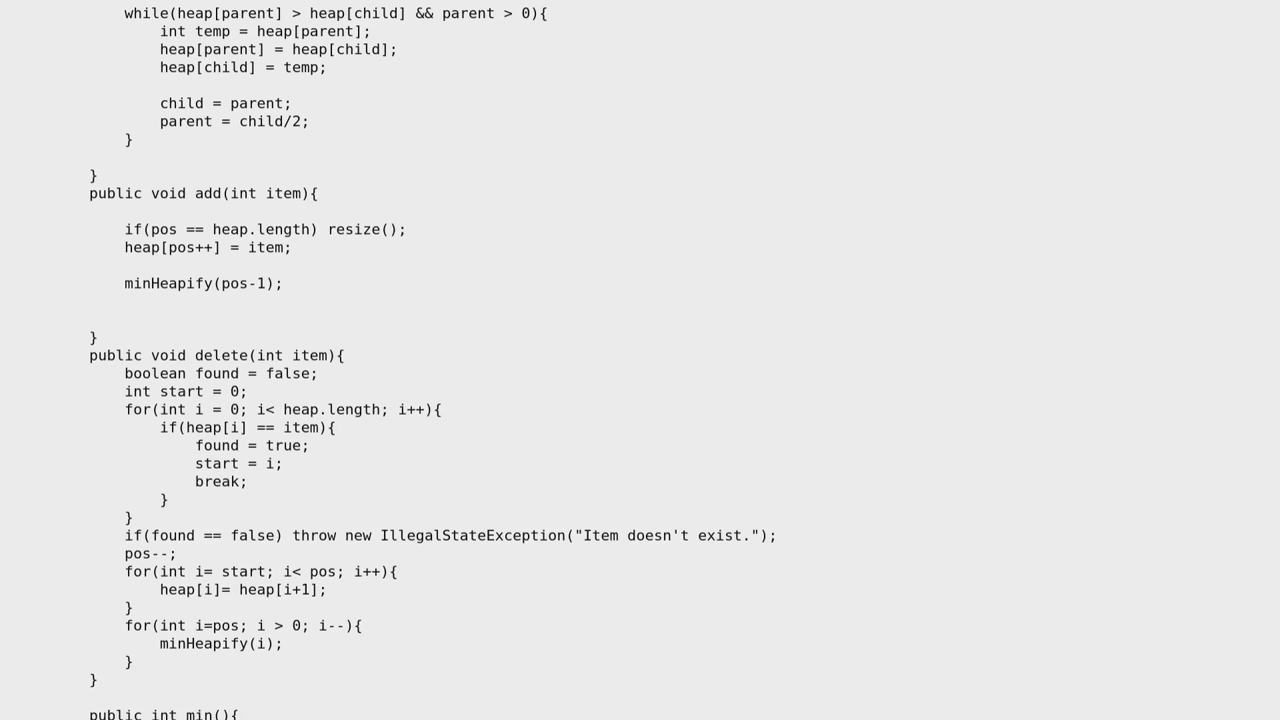 while(heap[parent] > heap[child] && parent > 0){
int temp = heap[parent];
heap[parent] = heap[child];
heap[child] = temp;
child = parent;
parent = child/2;
}
}
public void add(int item){
if(pos == heap.length) resize();
heap[pos++] = item;
minHeapify(pos-1);
}
public void delete(int item){
boolean found = false;
int start = 0;
for(int i = 0; i< heap.length; i++){
if(heap[i] == item){
found = true;
start = i;
break;
}
}
if(found == false) throw new IllegalStateException("Item doesn't exist.");
pos--;
for(int i= start; i< pos; i++){
heap[i]= heap[i+1];
}
for(int i=pos; i > 0; i--){
minHeapify(i);
}
}
public int min(){